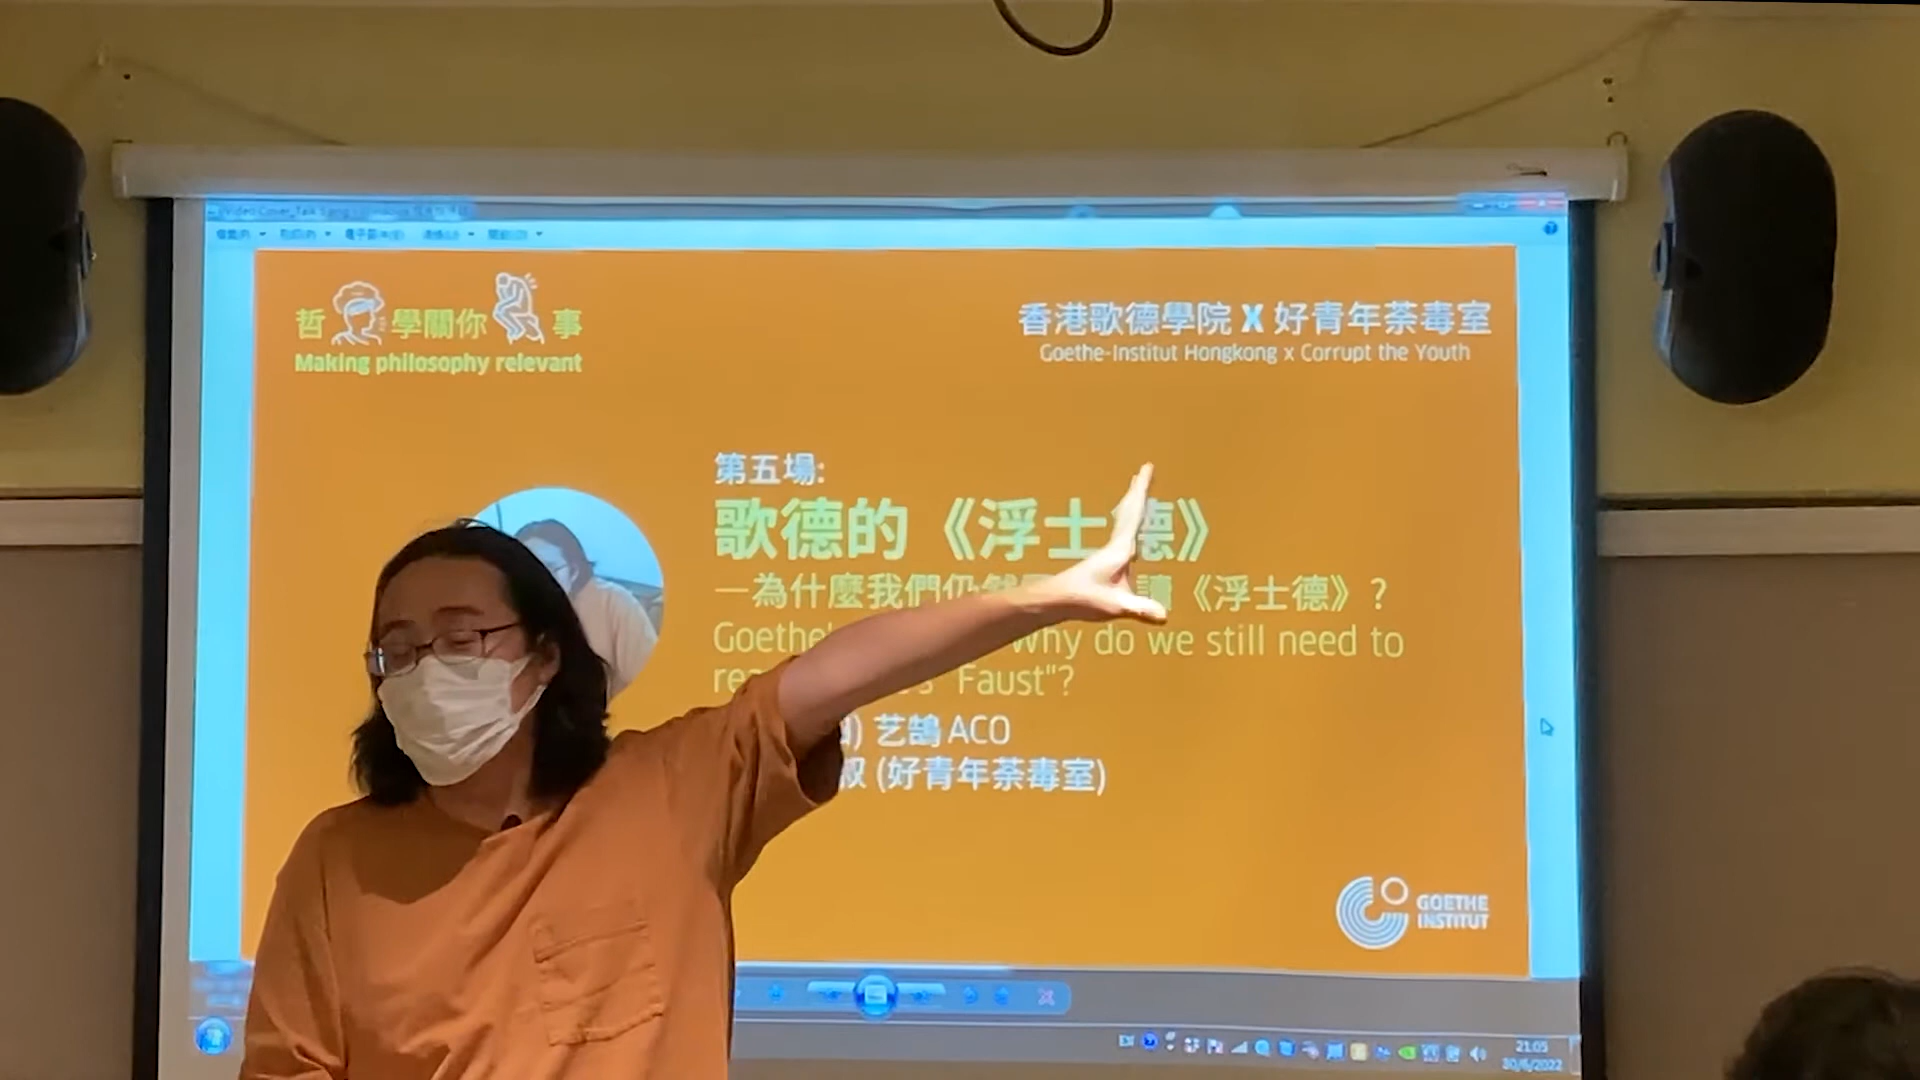 哲學關你事
Making philosophy relevant
香港歌德學院 X 好青年荼毒室
Goethe-Institut Hongkong x Corrupt the Youth
第五場:
歌德的《浮士德》
—為什麼我們仍然 讀《浮士德》?
Goethe's Why do we still need to
Faust"?
艺鵠 ACO
叔 (好青年荼毒室)
GOETHE
INSTITUT
21:05
30/6/2022